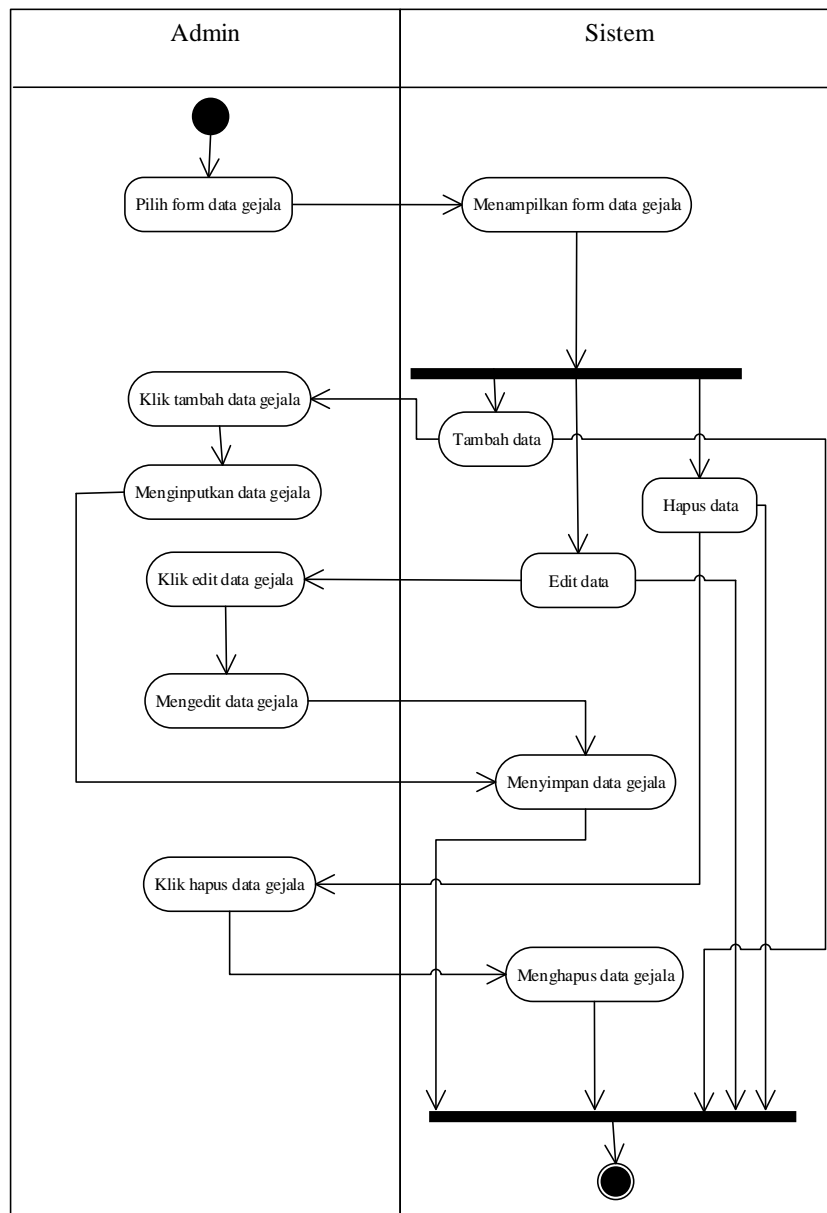 Admin
Sistem
Pilih form data gejala
Menampilkan form data gejala
Klik tambah data gejala
Tambah data
Menginputkan data gejala
Hapus data
Klik edit data gejala
Edit data
Mengedit data gejala
Menyimpan data gejala
Klik hapus data gejala
Menghapus data gejala